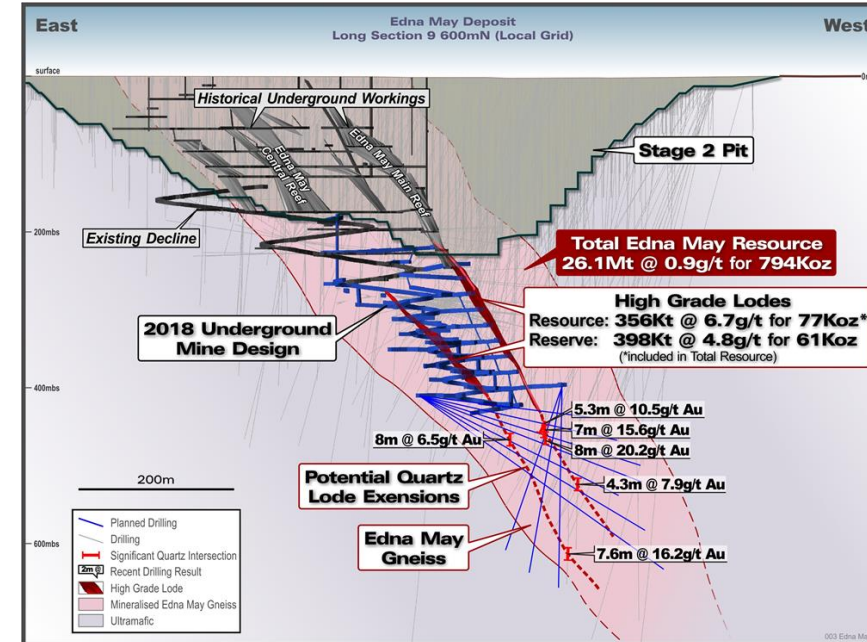 East
Edna May Deposit
Long Section 9 600mN (Local Grid)
West
surface
Historical Underground Workings
Edna May
Central Reef
Edna May Main Reef
Stage 2 Pit
200mbs
Existing Decline
Total Edna May Resource
26.1Mt @ 0.9g/t for 794Koz
High Grade Lodes
Resource: 356Kt @ 6.7g/t for 77Koz*
Reserve: 398Kt @ 4.8g/t for 61Koz
(*included in Total Resource)
2018 Underground
Mine Design
400mbs
5.3m @ 10.5g/t Au
7m @ 15.6g/t Au
8m @ 6.5g/t Au
8m @ 20.2g/t Au
200m
Potential Quartz
Lode Exensions
4.3m @ 7.9g/t Au
Edna May
Gneiss
600mbs
7.6m @ 16.2g/t Au
Planned Drilling
Drilling
Significant Quartz Intersection
2m @
Recent Drilling Result
High Grade Lode
Mineralised Edna May Gneiss
Ultramafic
003 Edna Ma